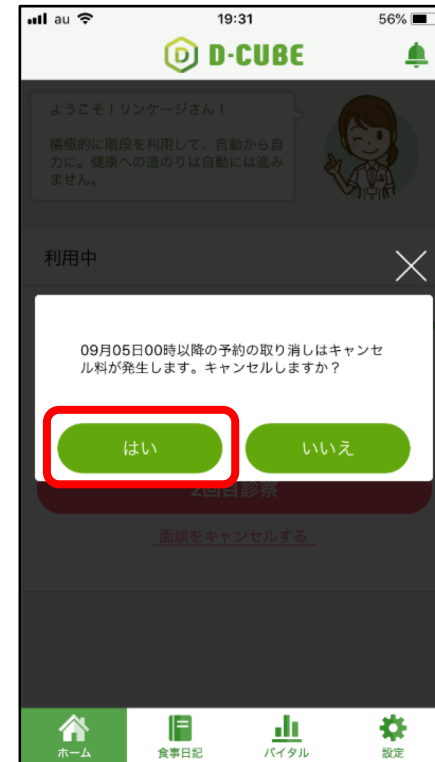 au 19:31 56%
D-CUBE
ようこそ！リンケージさん！
積極的に階段を利用して、自動から自
力に。健康への道のりは自動には進み
ません。
利用中
09月05日00時以降の予約の取り消しはキャンセ
ル料が発生します。キャンセルしますか？
はい いいえ
2回目診察
面談をキャンセルする
ホーム 食事日記 バイタル 設定